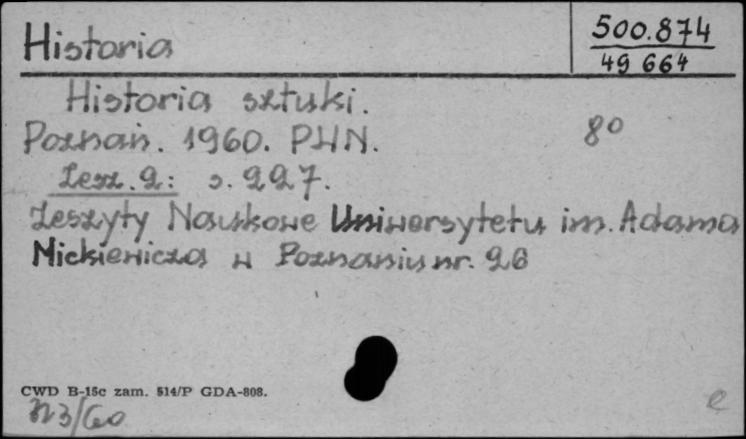 Historia
500.874
49 664
Historia sztuki.
Poznań. 1960. PWN.
8°
Zesz. 2: s. 227.
Zeszyty Naukowe Uniwersytetu im. Adama
Mickiewicza w Poznaniu nr. 26
CWD B-15c zam. 514/P GDA-808.
e